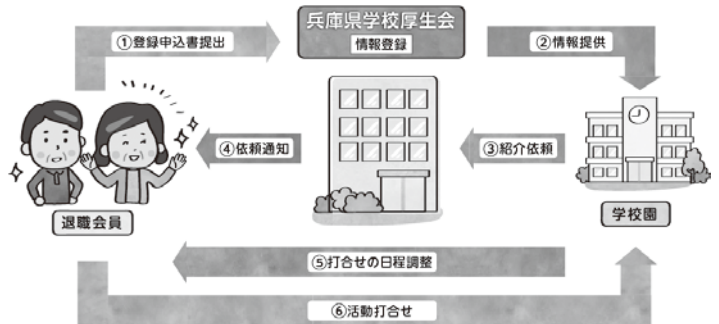 兵庫県学校厚生会
情報登録
①登録申込書提出
②情報提供
④依頼通知
③紹介依頼
退職会員
学校園
⑤打合せの日程調整
⑥活動打合せ